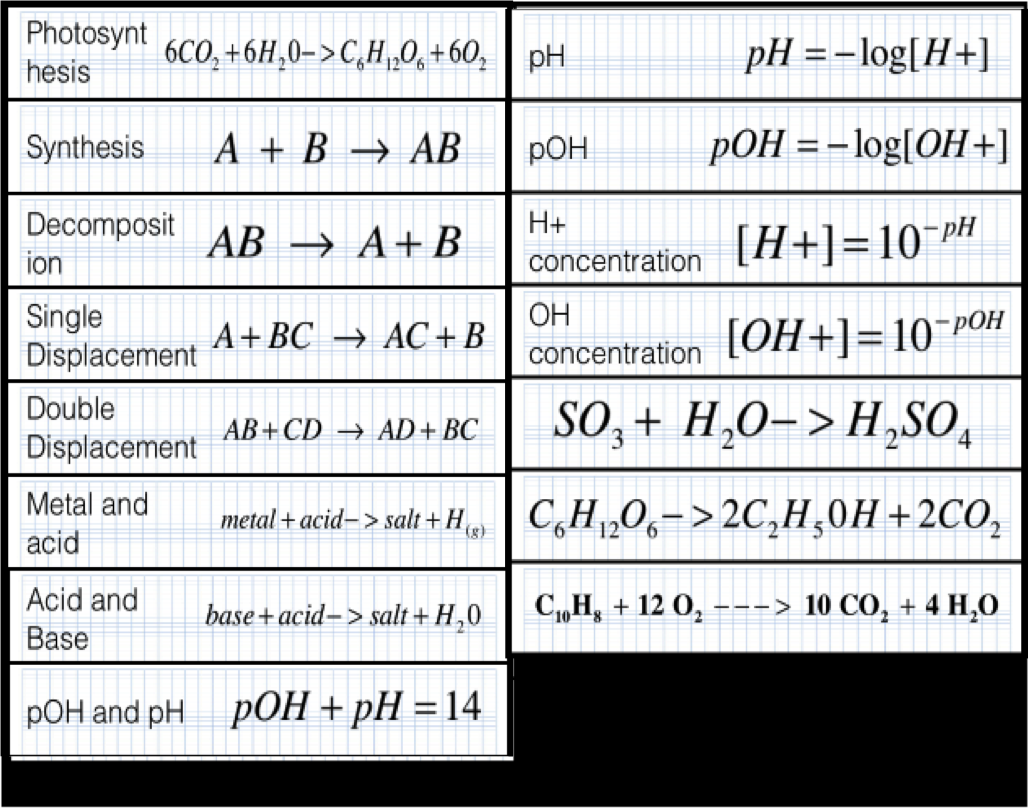 Photosynt
hesis
6CO₂+6H₂0−>C₆H₁₂O₆+6O₂
Synthesis
A + B → AB
Decomposit
ion
AB → A+B
Single
Displacement
A+BC → AC+B
Double
Displacement
AB+CD → AD+BC
Metal and
acid
metal+acid−>salt+H₍g₎
Acid and
Base
base+acid−>salt+H₂0
pOH and pH
pOH+pH=14
pH
pH=−log[H+]
pOH
pOH=−log[OH+]
H+
concentration
[H+]=10⁻ᵖᴴ
OH
concentration
[OH+]=10⁻ᵖᴼᴴ
SO₃+ H₂O−>H₂SO₄
C₆H₁₂O₆−>2C₂H₅0H+2CO₂
C₁₀H₈ + 12 O₂ ---> 10 CO₂ + 4 H₂O